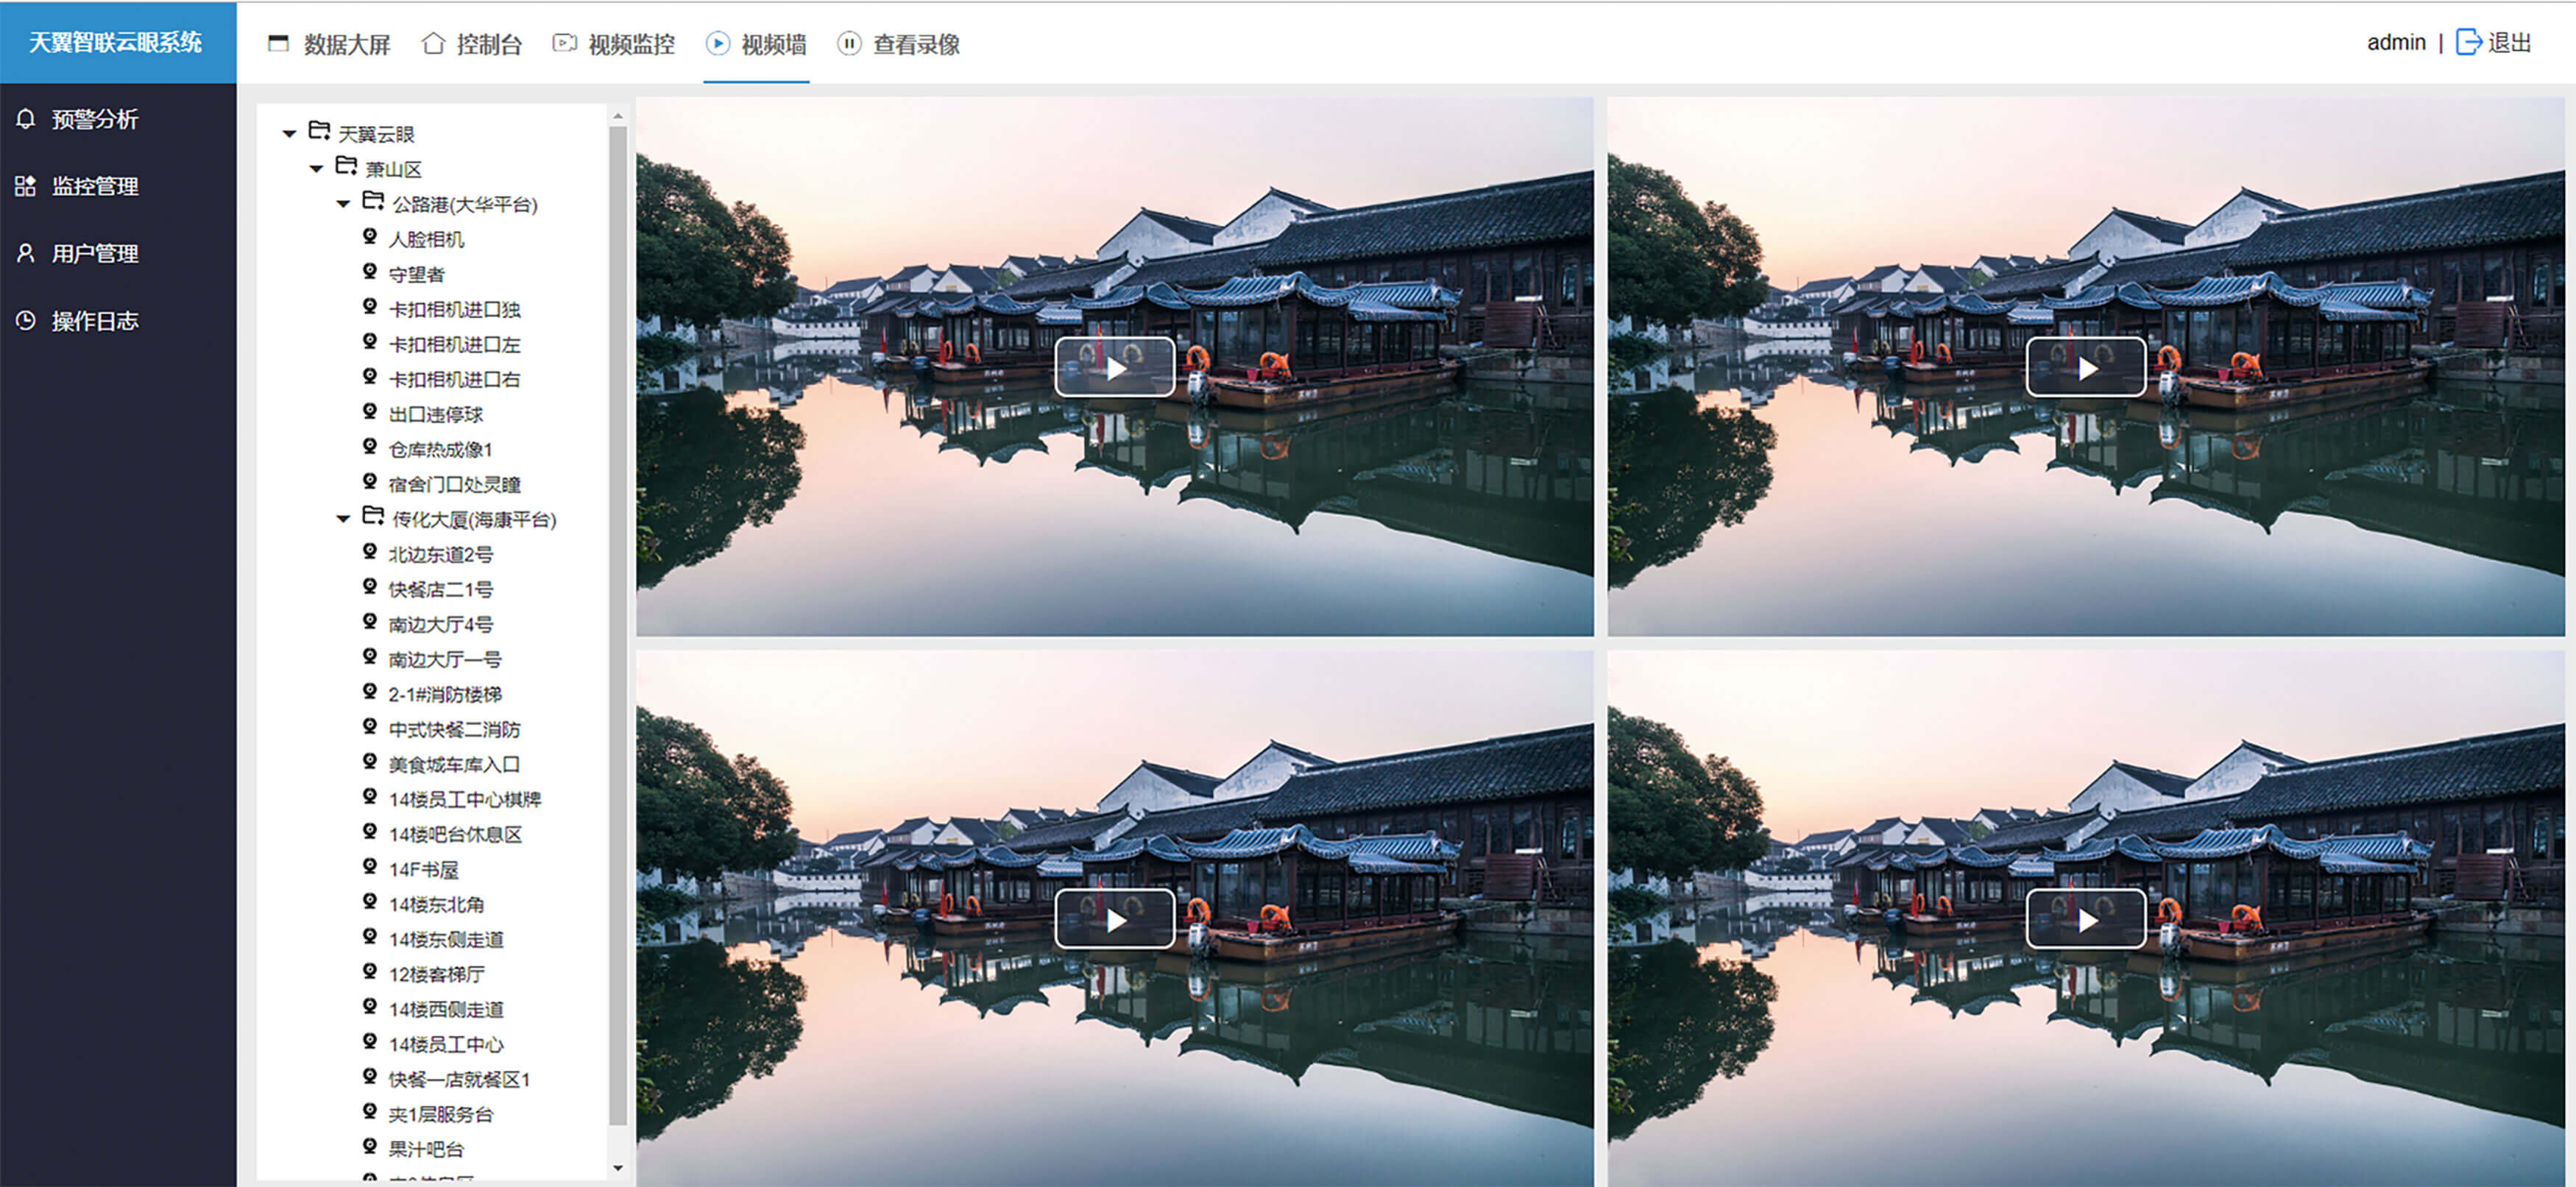 天翼智联云眼系统
数据大屏 控制台 视频监控 视频墙 查看录像
admin | 退出
预警分析
监控管理
用户管理
操作日志
天翼云眼
萧山区
公路港(大华平台)
人脸相机
守望者
卡扣相机进口独
卡扣相机进口左
卡扣相机进口右
出口违停球
仓库热成像1
宿舍门口处灵瞳
传化大厦(海康平台)
北边东道2号
快餐店二1号
南边大厅4号
南边大厅一号
2-1#消防楼梯
中式快餐二消防
美食城车库入口
14楼员工中心棋牌
14楼吧台休息区
14F书屋
14楼东北角
14楼东侧走道
12楼客梯厅
14楼西侧走道
14楼员工中心
快餐一店就餐区1
夹1层服务台
果汁吧台